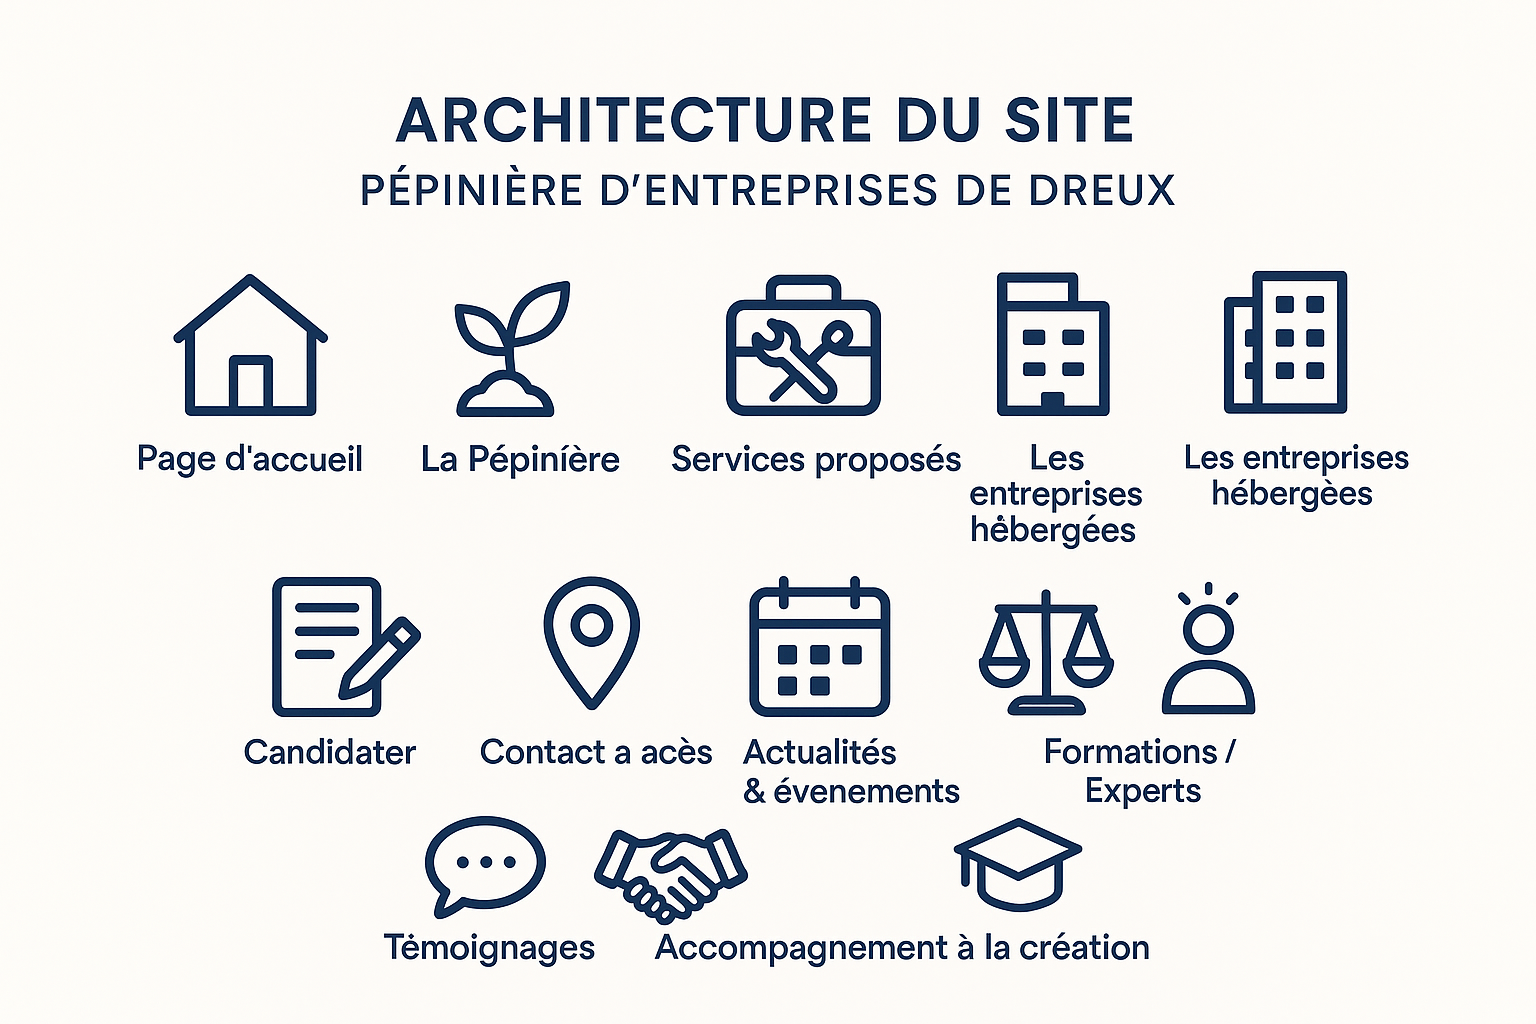 ARCHITECTURE DU SITE
PÉPINIÈRE D’ENTREPRISES DE DREUX
Page d'accueil
La Pépiníère
Services proposés
Les
entreprises
hėbergées
Les entreprises
hébergèes
Candidater
Contact a acès
Actualités
& évenements
Formations /
Experts
Tėmoignages
Accompagnement à la création